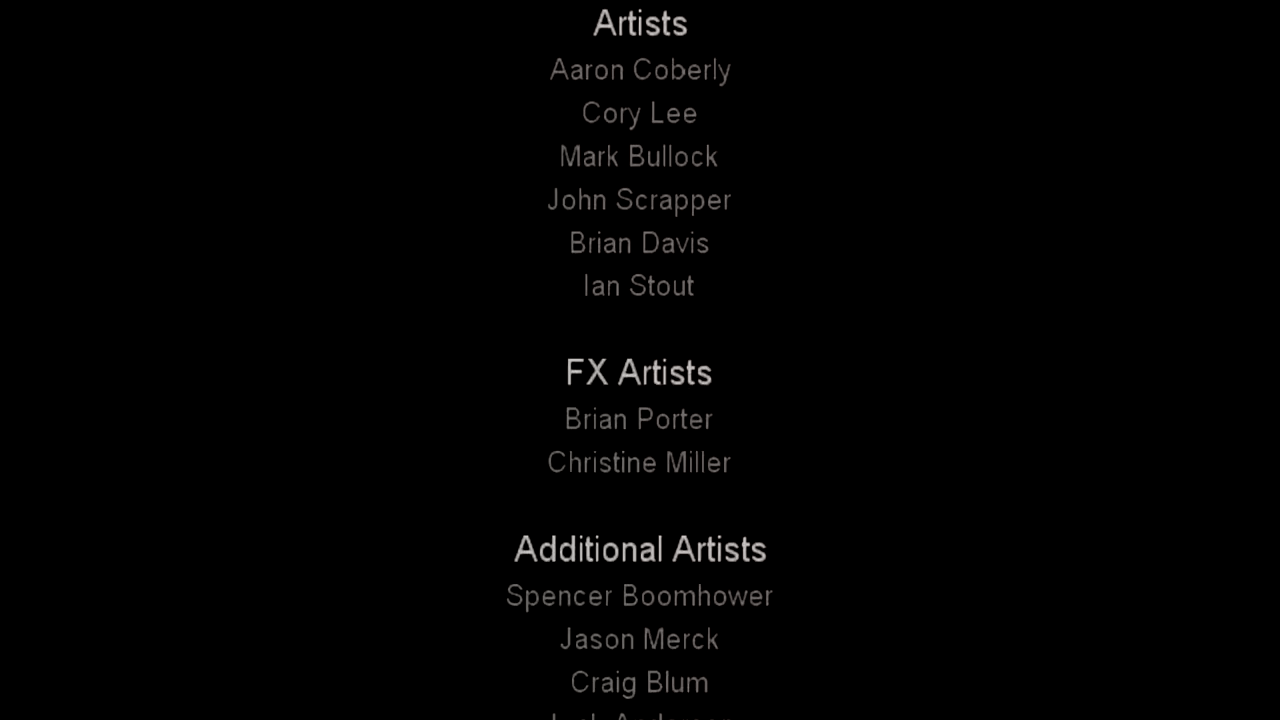 Artists
Aaron Coberly
Cory Lee
Mark Bullock
John Scrapper
Brian Davis
Ian Stout
FX Artists
Brian Porter
Christine Miller
Additional Artists
Spencer Boomhower
Jason Merck
Craig Blum